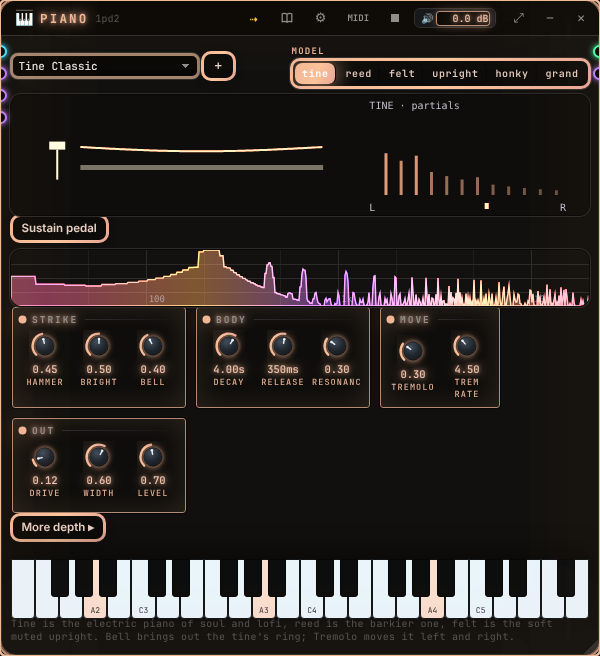 PIANO 1pd2 MIDI 0.0 dB
Tine Classic +
MODEL
tine reed felt upright honky grand
TINE · partials
L R
Sustain pedal
100
STRIKE
0.45 0.50 0.40
HAMMER BRIGHT BELL
BODY
4.00s 350ms 0.30
DECAY RELEASE RESONANC
MOVE
0.30 4.50
TREMOLO TREM
RATE
OUT
0.12 0.60 0.70
DRIVE WIDTH LEVEL
More depth ▸
A2 C3 A3 C4 A4 C5
Tine is the electric piano of soul and lofi, reed is the barkier one, felt is the soft
muted upright. Bell brings out the tine's ring; Tremolo moves it left and right.